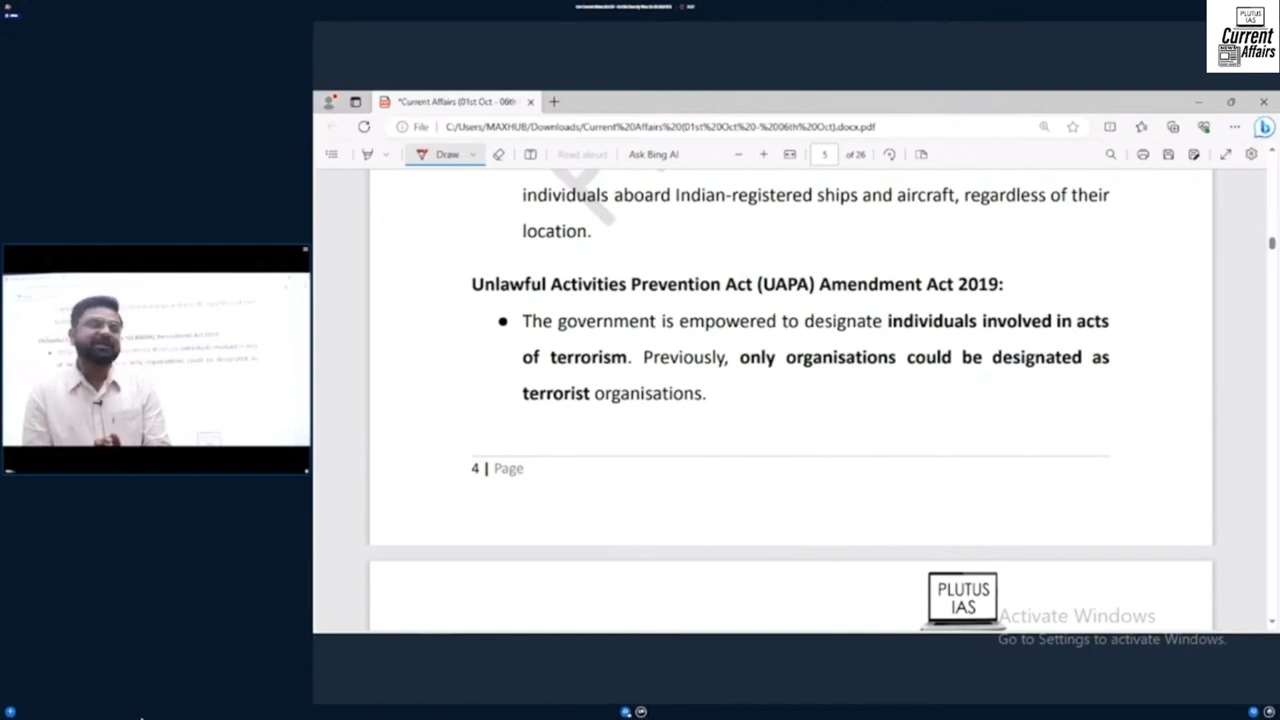 PLUTUS
IAS
Current
NEWS
Affairs
*Current Affairs (01st Oct - 06th
File
C:/Users/MAXHUB/Downloads/Current%20Affairs%20(01st%20Oct%20-%2006th%20Oct).docx.pdf
Draw
Read aloud
Ask Bing AI
5
of 26
individuals aboard Indian-registered ships and aircraft, regardless of their
location.
Unlawful Activities Prevention Act (UAPA) Amendment Act 2019:
● The government is empowered to designate individuals involved in acts
of terrorism. Previously, only organisations could be designated as
terrorist organisations.
4 | Page
PLUTUS
IAS
Activate Windows
Go to Settings to activate Windows.